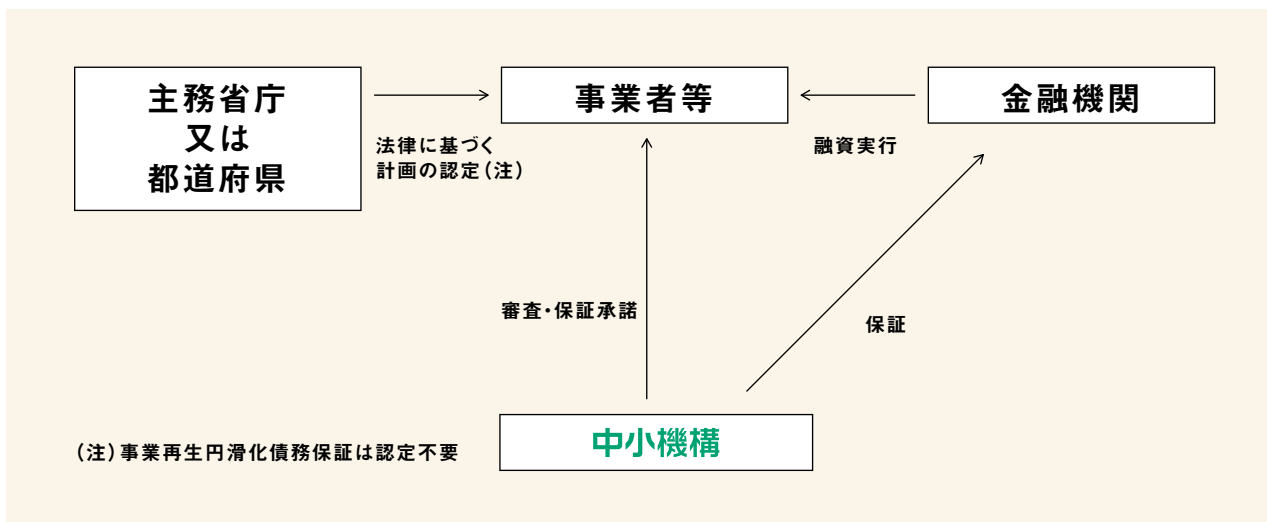 主務省庁
又は
都道府県
事業者等
金融機関
法律に基づく
計画の認定（注）
融資実行
審査・保証承諾
保証
中小機構
（注）事業再生円滑化債務保証は認定不要